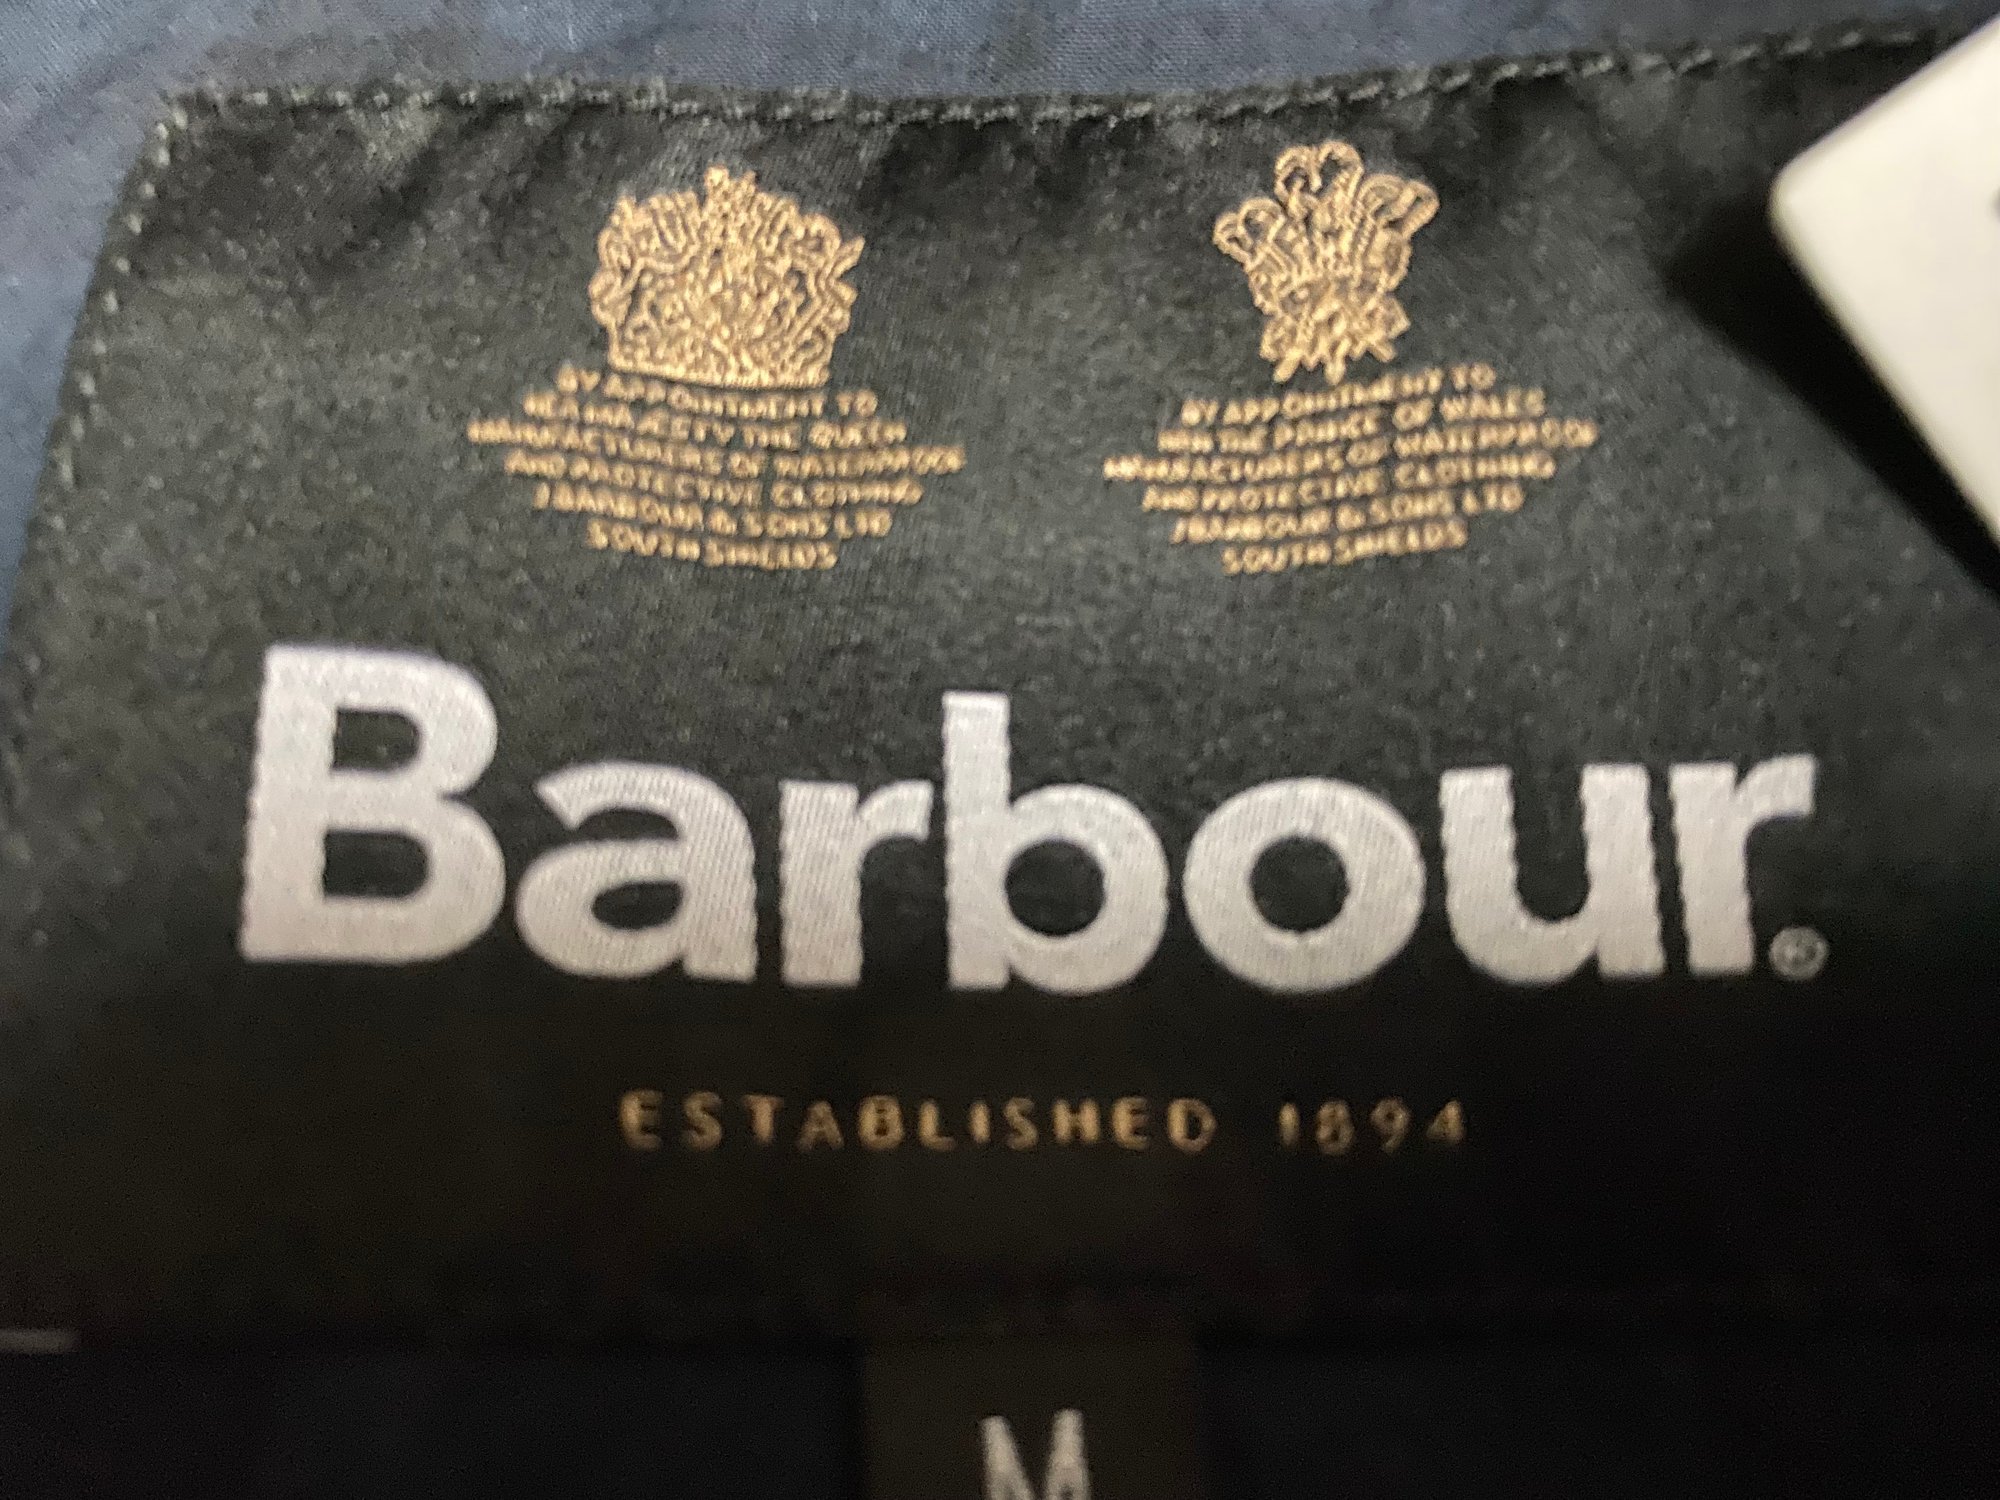 BY APPOINTMENT TO
HER MAJESTY THE QUEEN
MANUFACTURERS OF WATERPROOF
AND PROTECTIVE CLOTHING
J BARBOUR & SONS LTD
SOUTH SHIELDS
BY APPOINTMENT TO
HRH THE PRINCE OF WALES
MANUFACTURERS OF WATERPROOF
AND PROTECTIVE CLOTHING
J BARBOUR & SONS LTD
SOUTH SHIELDS
Barbour®
ESTABLISHED 1894
M